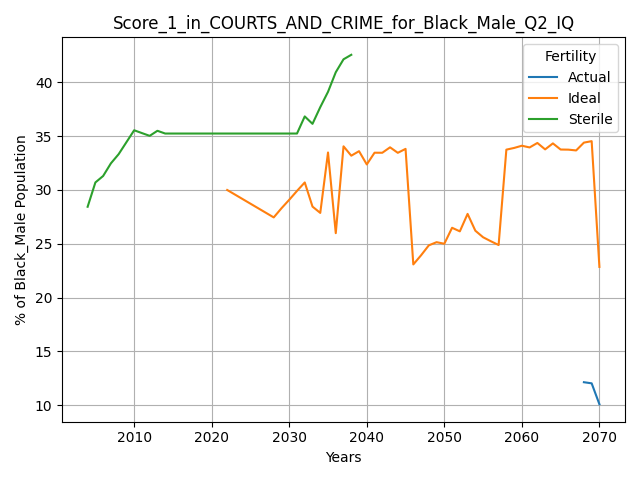 Score_1_in_COURTS_AND_CRIME_for_Black_Male_Q2_IQ
Fertility
Actual
Ideal
Sterile
% of Black_Male Population
40
35
30
25
20
15
10
2010 2020 2030 2040 2050 2060 2070
Years